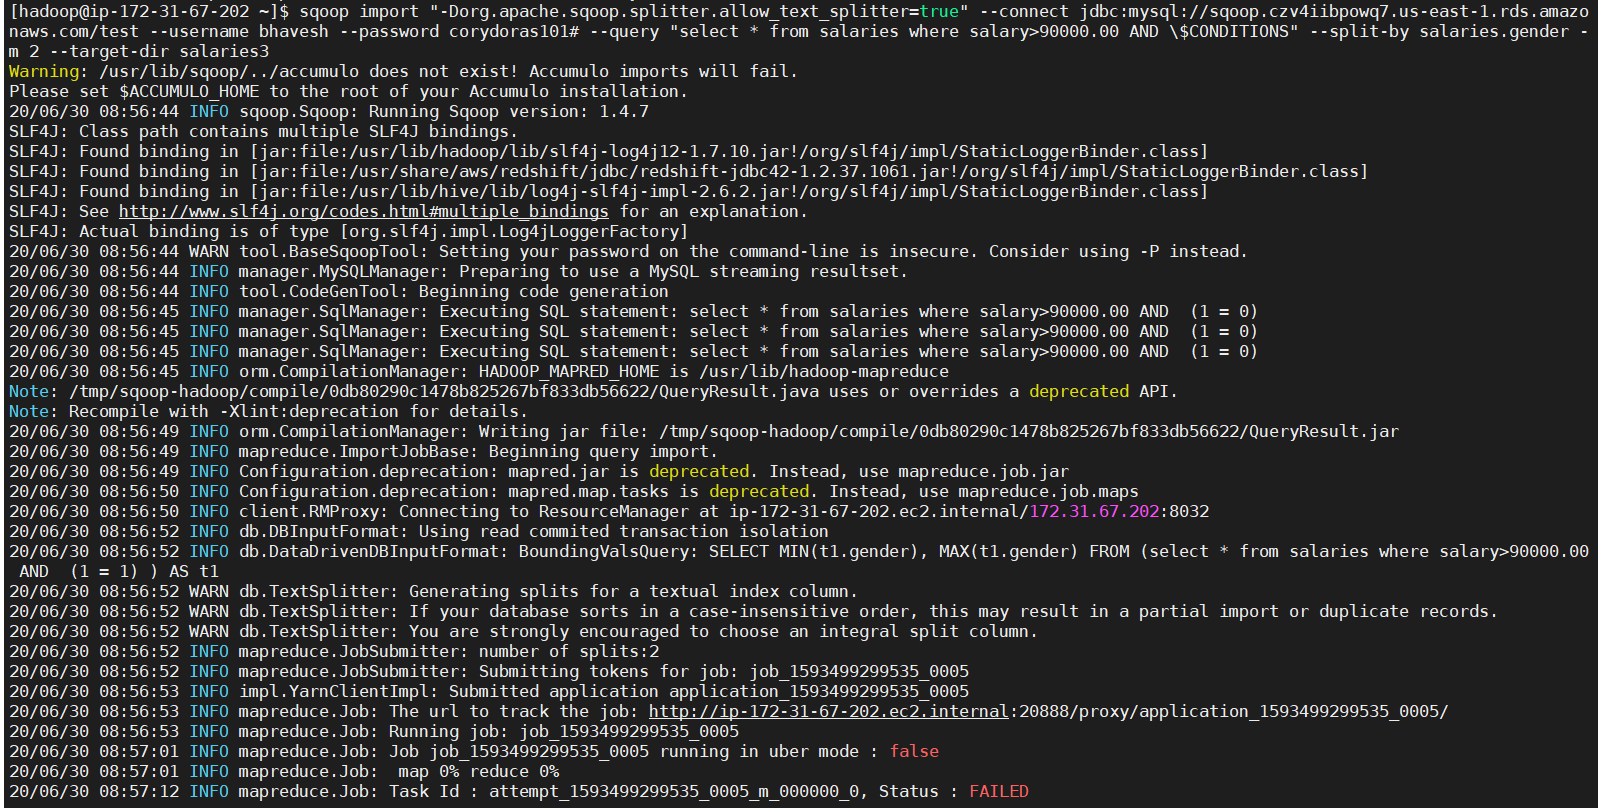 [hadoop@ip-172-31-67-202 ~]$ sqoop import "-Dorg.apache.sqoop.splitter.allow_text_splitter=true" --connect jdbc:mysql://sqoop.czv4iibpowq7.us-east-1.rds.amazo
naws.com/test --username bhavesh --password corydoras101# --query "select * from salaries where salary>90000.00 AND \$CONDITIONS" --split-by salaries.gender -
m 2 --target-dir salaries3
Warning: /usr/lib/sqoop/../accumulo does not exist! Accumulo imports will fail.
Please set $ACCUMULO_HOME to the root of your Accumulo installation.
20/06/30 08:56:44 INFO sqoop.Sqoop: Running Sqoop version: 1.4.7
SLF4J: Class path contains multiple SLF4J bindings.
SLF4J: Found binding in [jar:file:/usr/lib/hadoop/lib/slf4j-log4j12-1.7.10.jar!/org/slf4j/impl/StaticLoggerBinder.class]
SLF4J: Found binding in [jar:file:/usr/share/aws/redshift/jdbc/redshift-jdbc42-1.2.37.1061.jar!/org/slf4j/impl/StaticLoggerBinder.class]
SLF4J: Found binding in [jar:file:/usr/lib/hive/lib/log4j-slf4j-impl-2.6.2.jar!/org/slf4j/impl/StaticLoggerBinder.class]
SLF4J: See http://www.slf4j.org/codes.html#multiple_bindings for an explanation.
SLF4J: Actual binding is of type [org.slf4j.impl.Log4jLoggerFactory]
20/06/30 08:56:44 WARN tool.BaseSqoopTool: Setting your password on the command-line is insecure. Consider using -P instead.
20/06/30 08:56:44 INFO manager.MySQLManager: Preparing to use a MySQL streaming resultset.
20/06/30 08:56:44 INFO tool.CodeGenTool: Beginning code generation
20/06/30 08:56:45 INFO manager.SqlManager: Executing SQL statement: select * from salaries where salary>90000.00 AND  (1 = 0)
20/06/30 08:56:45 INFO manager.SqlManager: Executing SQL statement: select * from salaries where salary>90000.00 AND  (1 = 0)
20/06/30 08:56:45 INFO manager.SqlManager: Executing SQL statement: select * from salaries where salary>90000.00 AND  (1 = 0)
20/06/30 08:56:45 INFO orm.CompilationManager: HADOOP_MAPRED_HOME is /usr/lib/hadoop-mapreduce
Note: /tmp/sqoop-hadoop/compile/0db80290c1478b825267bf833db56622/QueryResult.java uses or overrides a deprecated API.
Note: Recompile with -Xlint:deprecation for details.
20/06/30 08:56:49 INFO orm.CompilationManager: Writing jar file: /tmp/sqoop-hadoop/compile/0db80290c1478b825267bf833db56622/QueryResult.jar
20/06/30 08:56:49 INFO mapreduce.ImportJobBase: Beginning query import.
20/06/30 08:56:49 INFO Configuration.deprecation: mapred.jar is deprecated. Instead, use mapreduce.job.jar
20/06/30 08:56:50 INFO Configuration.deprecation: mapred.map.tasks is deprecated. Instead, use mapreduce.job.maps
20/06/30 08:56:50 INFO client.RMProxy: Connecting to ResourceManager at ip-172-31-67-202.ec2.internal/172.31.67.202:8032
20/06/30 08:56:52 INFO db.DBInputFormat: Using read commited transaction isolation
20/06/30 08:56:52 INFO db.DataDrivenDBInputFormat: BoundingValsQuery: SELECT MIN(t1.gender), MAX(t1.gender) FROM (select * from salaries where salary>90000.00
 AND  (1 = 1) ) AS t1
20/06/30 08:56:52 WARN db.TextSplitter: Generating splits for a textual index column.
20/06/30 08:56:52 WARN db.TextSplitter: If your database sorts in a case-insensitive order, this may result in a partial import or duplicate records.
20/06/30 08:56:52 WARN db.TextSplitter: You are strongly encouraged to choose an integral split column.
20/06/30 08:56:52 INFO mapreduce.JobSubmitter: number of splits:2
20/06/30 08:56:52 INFO mapreduce.JobSubmitter: Submitting tokens for job: job_1593499299535_0005
20/06/30 08:56:53 INFO impl.YarnClientImpl: Submitted application application_1593499299535_0005
20/06/30 08:56:53 INFO mapreduce.Job: The url to track the job: http://ip-172-31-67-202.ec2.internal:20888/proxy/application_1593499299535_0005/
20/06/30 08:56:53 INFO mapreduce.Job: Running job: job_1593499299535_0005
20/06/30 08:57:01 INFO mapreduce.Job: Job job_1593499299535_0005 running in uber mode : false
20/06/30 08:57:01 INFO mapreduce.Job:  map 0% reduce 0%
20/06/30 08:57:12 INFO mapreduce.Job: Task Id : attempt_1593499299535_0005_m_000000_0, Status : FAILED